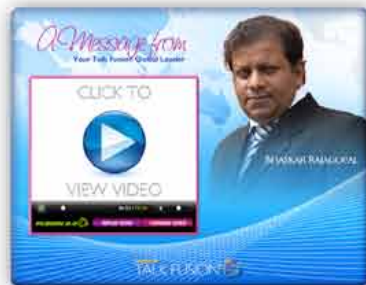 A Message from
Your Talk Fusion Global Leader
CLICK TO
VIEW VIDEO
BHASKAR RAJAGOPAL
TALK FUSION